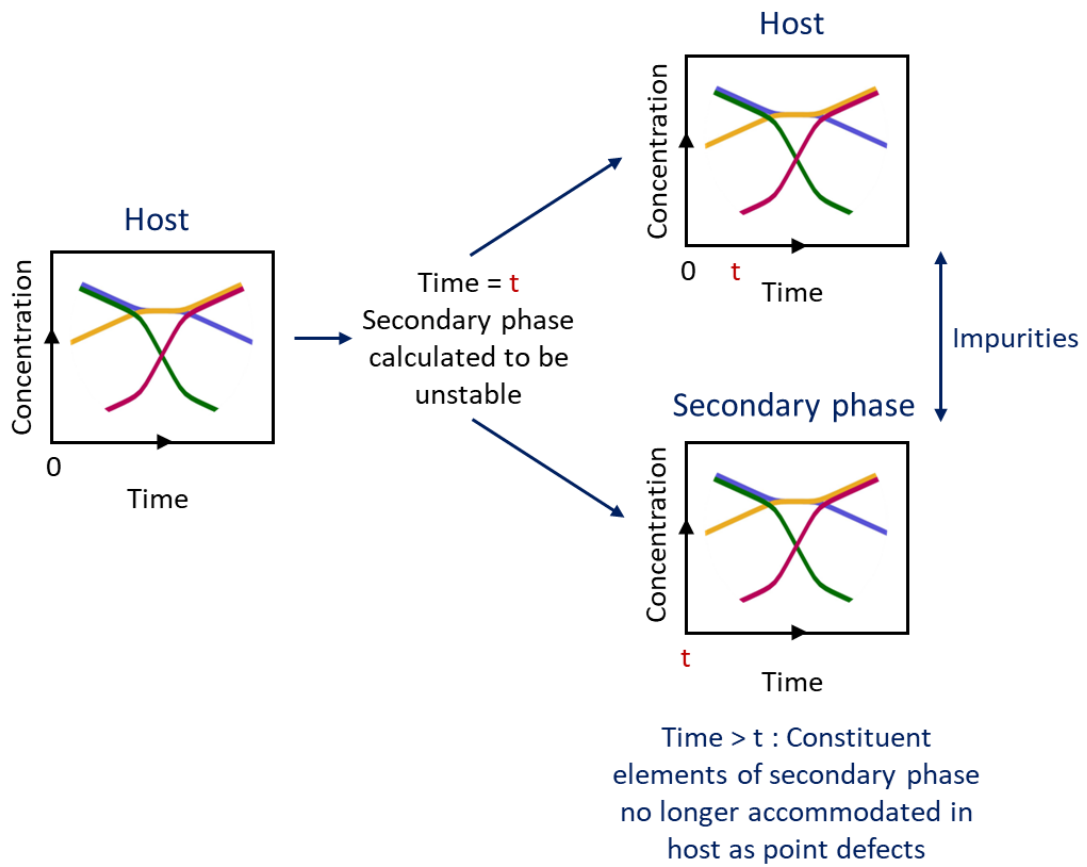 Host
Concentration
0
Time
Time = t
Secondary phase
calculated to be
unstable
Host
Concentration
0
t
Time
Impurities
Secondary phase
Concentration
t
Time
Time > t : Constituent
elements of secondary phase
no longer accommodated in
host as point defects